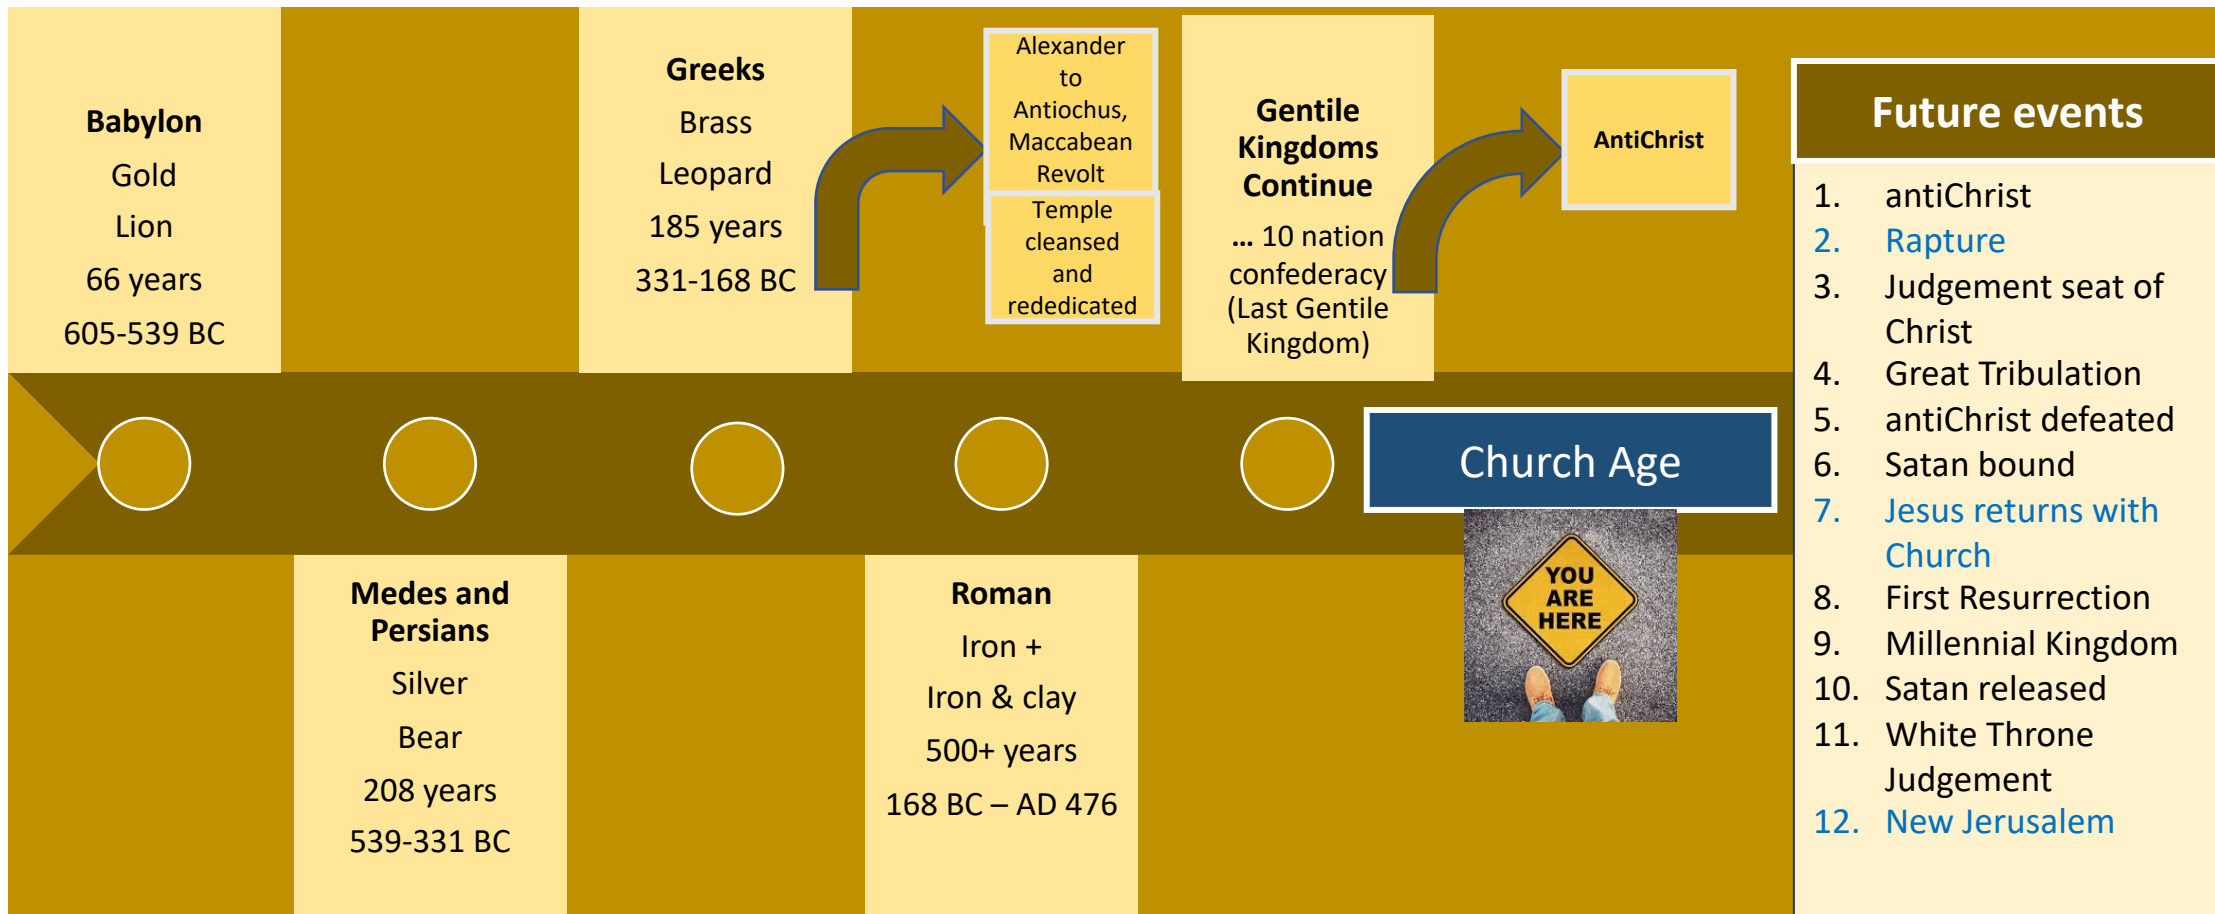 Babylon
Gold
Lion
66 years
605-539 BC
Medes and
Persians
Silver
Bear
208 years
539-331 BC
Greeks
Brass
Leopard
185 years
331-168 BC
Alexander
to
Antiochus,
Maccabean
Revolt
Temple
cleansed
and
rededicated
Roman
Iron +
Iron & clay
500+ years
168 BC – AD 476
Gentile
Kingdoms
Continue
... 10 nation
confederacy
(Last Gentile
Kingdom)
AntiChrist
Church Age
YOU
ARE
HERE
Future events
1. antiChrist
2. Rapture
3. Judgement seat of
Christ
4. Great Tribulation
5. antiChrist defeated
6. Satan bound
7. Jesus returns with
Church
8. First Resurrection
9. Millennial Kingdom
10. Satan released
11. White Throne
Judgement
12. New Jerusalem